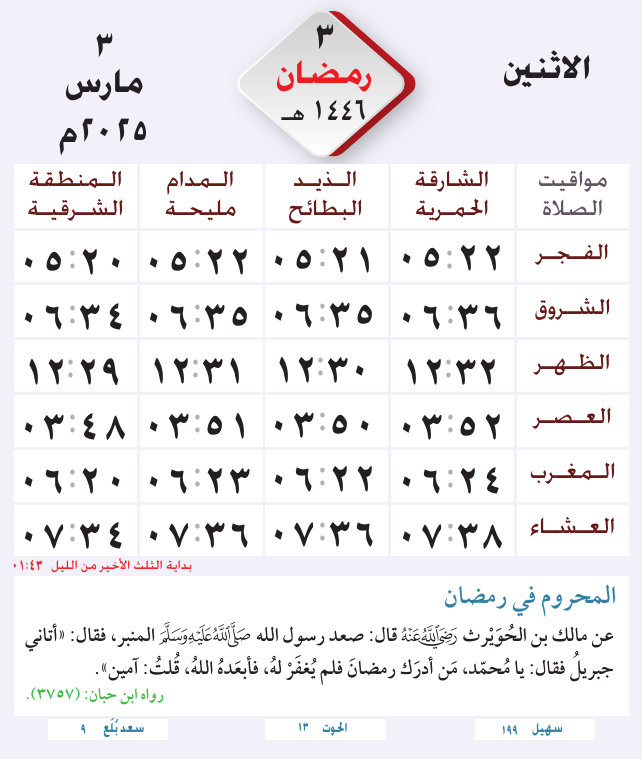 الاثنين
٣
رمضان
١٤٤٦ هـ
٣
مارس
٢٠٢٥م
مواقيت الصلاة | الشارقة الحمرية | الذيد البطائح | المدام مليحة | المنطقة الشرقية
الفجر ٠٥:٢٢ ٠٥:٢١ ٠٥:٢٢ ٠٥:٢٠
الشروق ٠٦:٣٦ ٠٦:٣٥ ٠٦:٣٥ ٠٦:٣٤
الظهر ١٢:٣٢ ١٢:٣٠ ١٢:٣١ ١٢:٢٩
العصر ٠٣:٥٢ ٠٣:٥٠ ٠٣:٥١ ٠٣:٤٨
المغرب ٠٦:٢٤ ٠٦:٢٢ ٠٦:٢٣ ٠٦:٢٠
العشاء ٠٧:٣٨ ٠٧:٣٦ ٠٧:٣٦ ٠٧:٣٤
بداية الثلث الأخير من الليل ٠١:٤٣
المحروم في رمضان
عن مالك بن الحُوَيْرث رَضِيَ اللَّهُ عَنْهُ قال: صعد رسول الله صَلَّى اللَّهُ عَلَيْهِ وَسَلَّمَ المنبر، فقال: «أتاني
جبريلُ فقال: يا مُحمّد، مَن أدرَك رمضانَ فلم يُغفَرْ لهُ، فأبعَدهُ اللهُ، قُلتُ: آمين».
رواه ابن حبان: (٣٧٥٧).
سهيل ١٩٩
الحوت ١٣
سعد بُلَع ٩